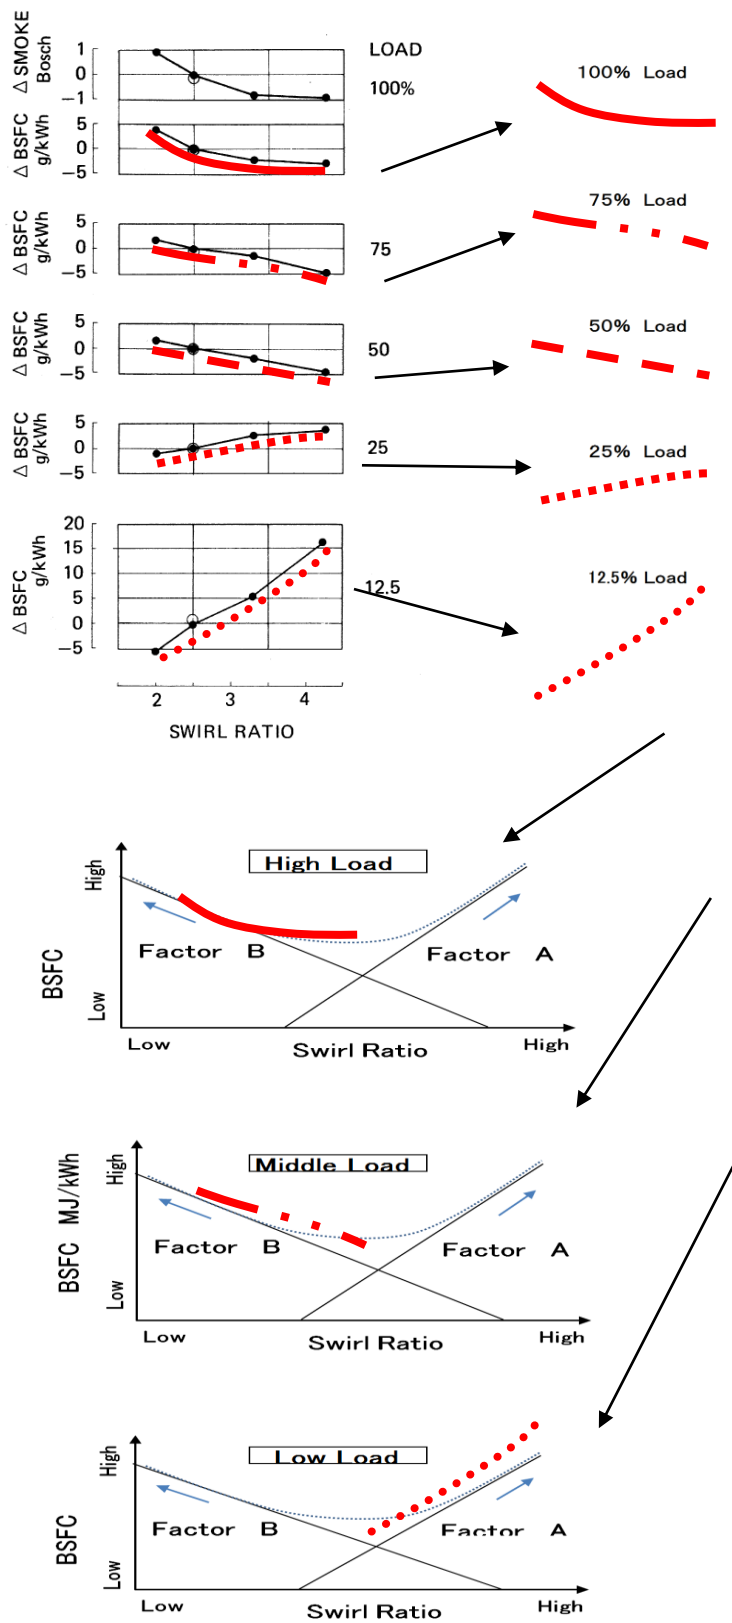 △ SMOKE
Bosch
1
0
−1
LOAD
100%
100% Load
△ BSFC
g/kWh
5
0
−5
75% Load
△ BSFC
g/kWh
5
0
−5
75
50% Load
△ BSFC
g/kWh
5
0
−5
50
25% Load
△ BSFC
g/kWh
5
0
−5
25
12.5% Load
△ BSFC
g/kWh
20
15
10
5
0
−5
12.5
2 3 4
SWIRL RATIO
High Load
BSFC
High
Low
Factor B
Factor A
Low
Swirl Ratio
High
Middle Load
BSFC MJ/kWh
High
Low
Factor B
Factor A
Low
Swirl Ratio
High
Low Load
BSFC
High
Low
Factor B
Factor A
Low
Swirl Ratio
High